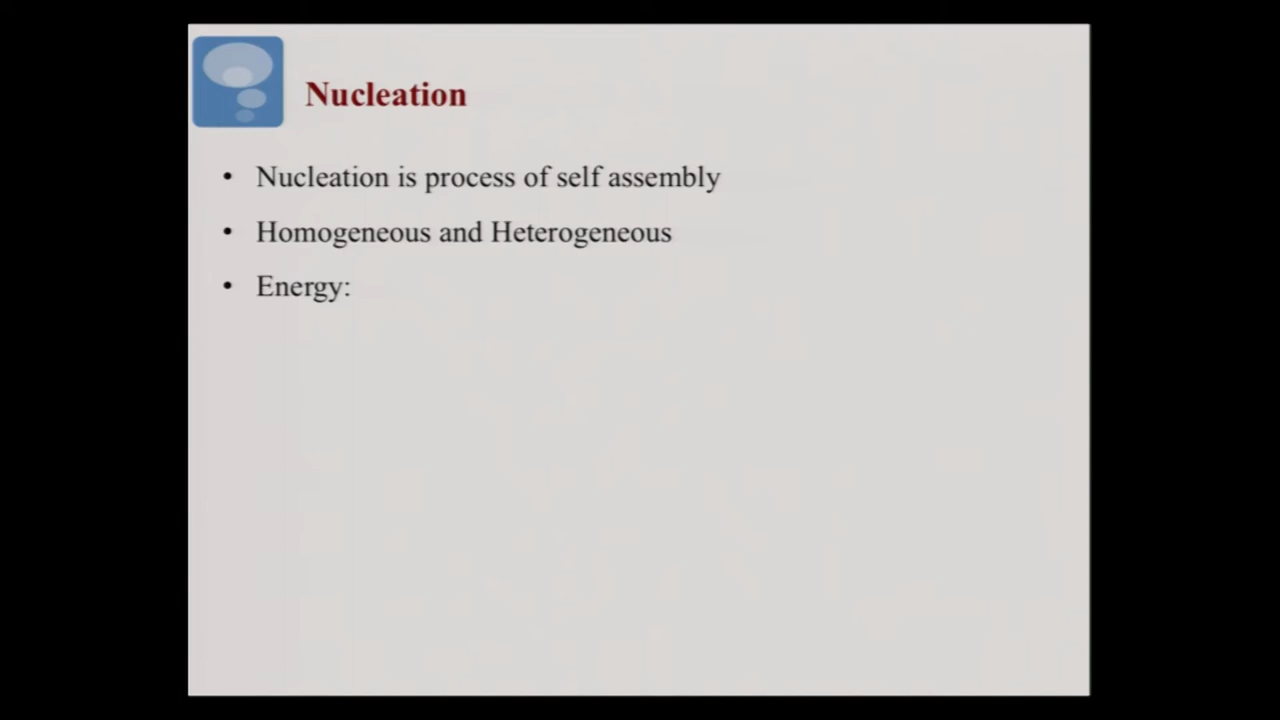 Nucleation
• Nucleation is process of self assembly
• Homogeneous and Heterogeneous
• Energy: